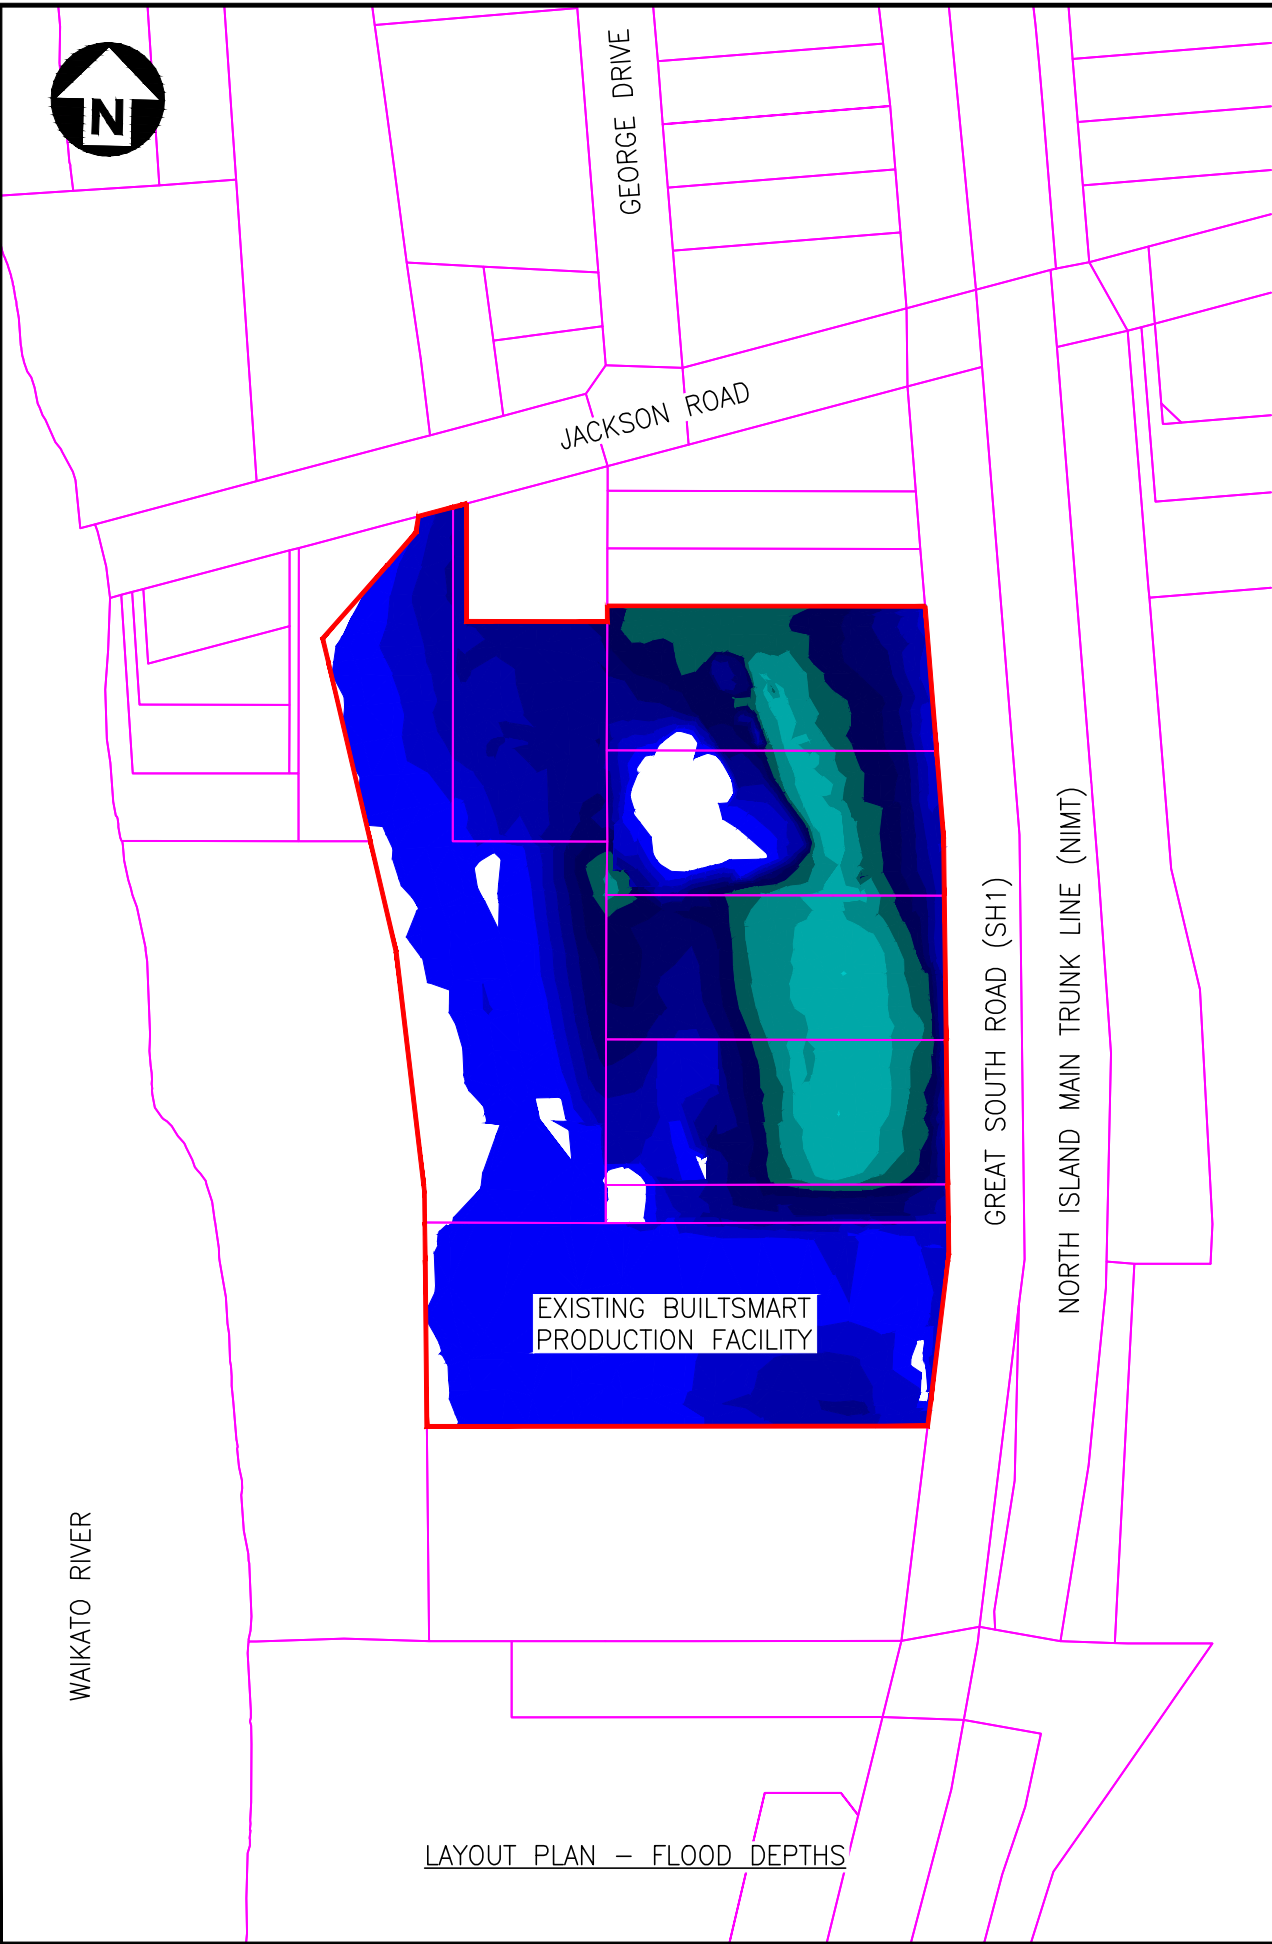 N
GEORGE DRIVE
JACKSON ROAD
GREAT SOUTH ROAD (SH1)
NORTH ISLAND MAIN TRUNK LINE (NIMT)
EXISTING BUILTSMART
PRODUCTION FACILITY
WAIKATO RIVER
LAYOUT PLAN – FLOOD DEPTHS